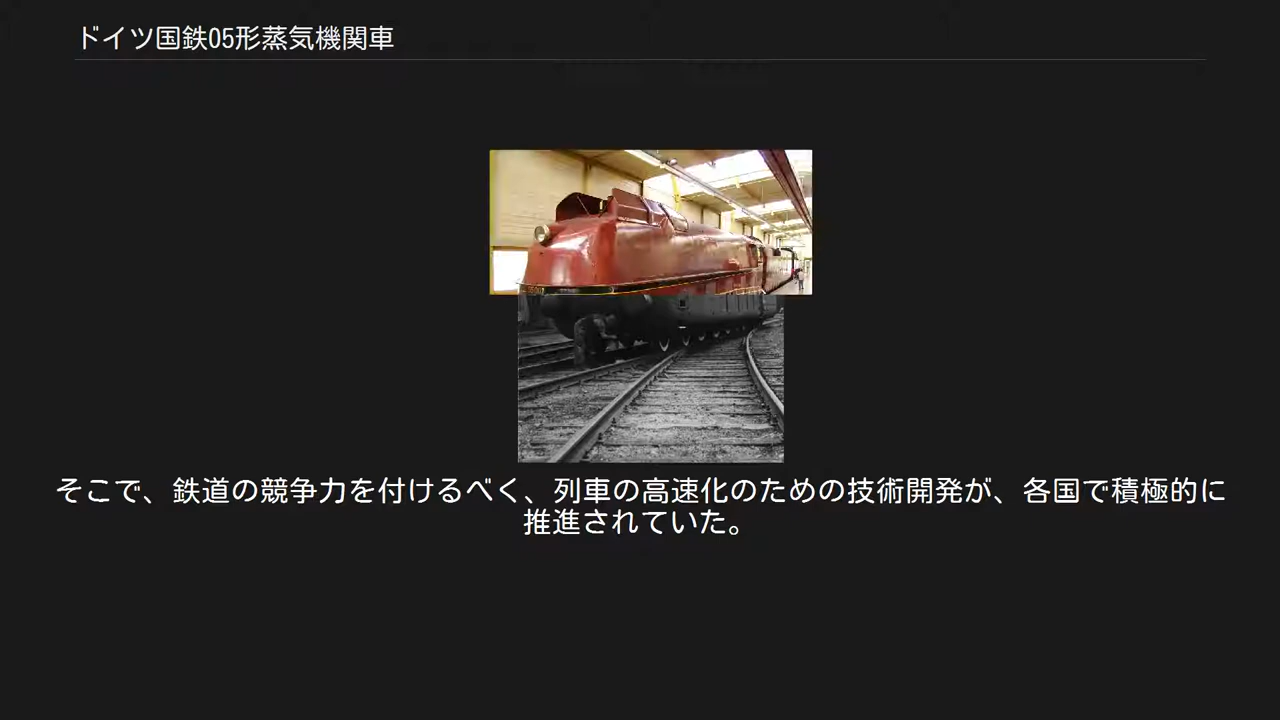 ドイツ国鉄05形蒸気機関車
そこで、鉄道の競争力を付けるべく、列車の高速化のための技術開発が、各国で積極的に
推進されていた。